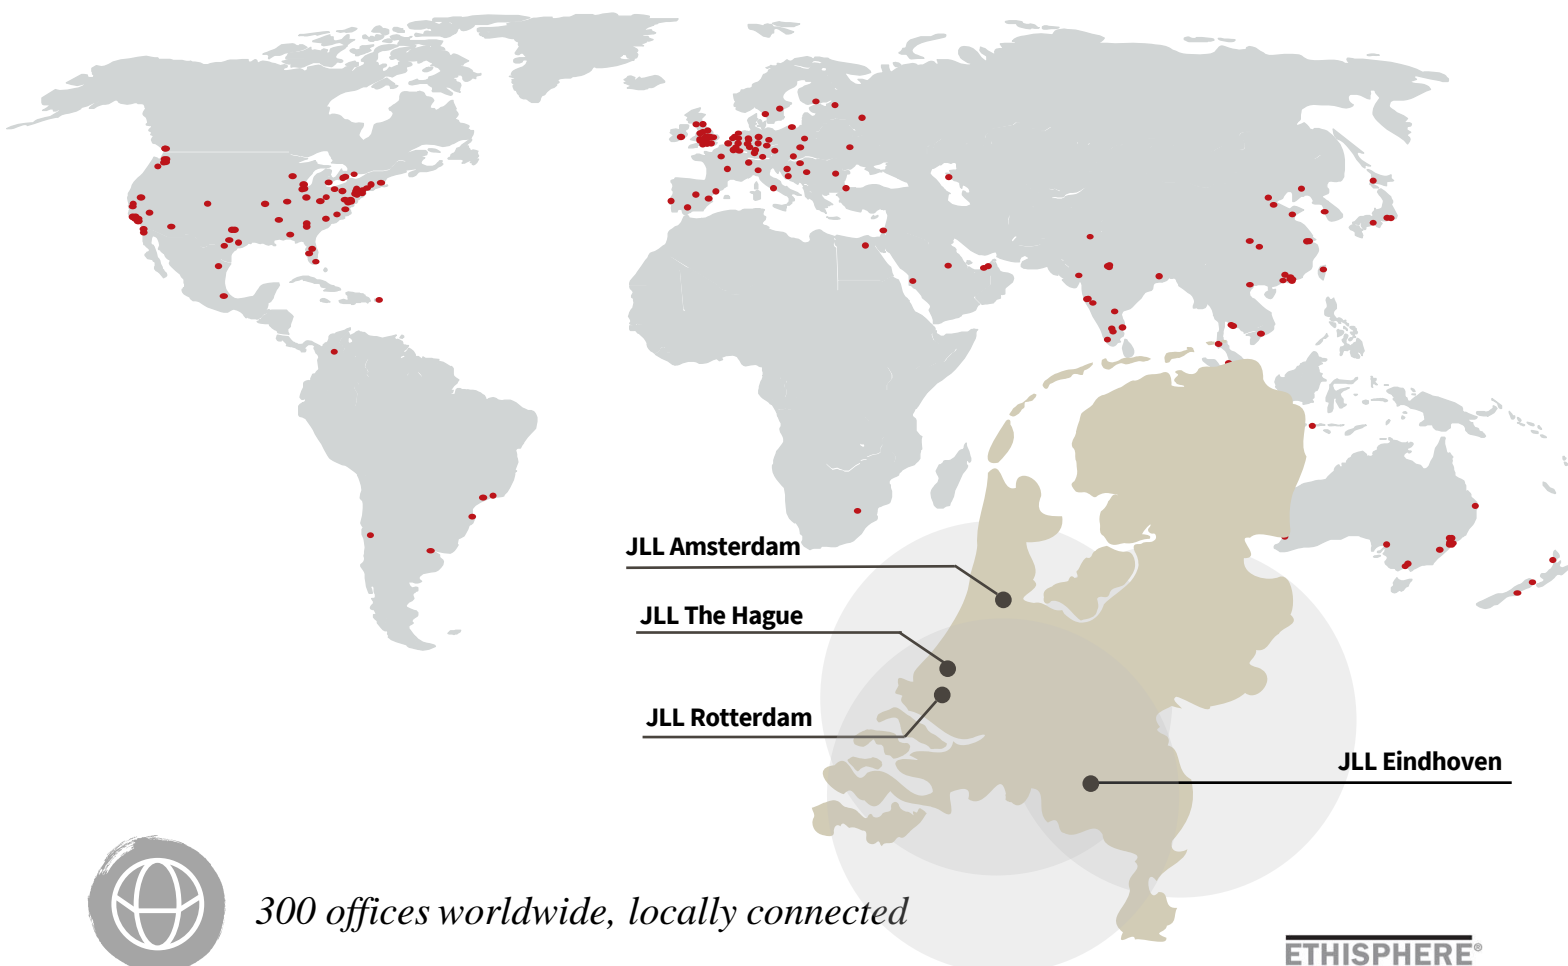 JLL Amsterdam
JLL The Hague
JLL Rotterdam
JLL Eindhoven
300 offices worldwide, locally connected
ETHISPHERE®